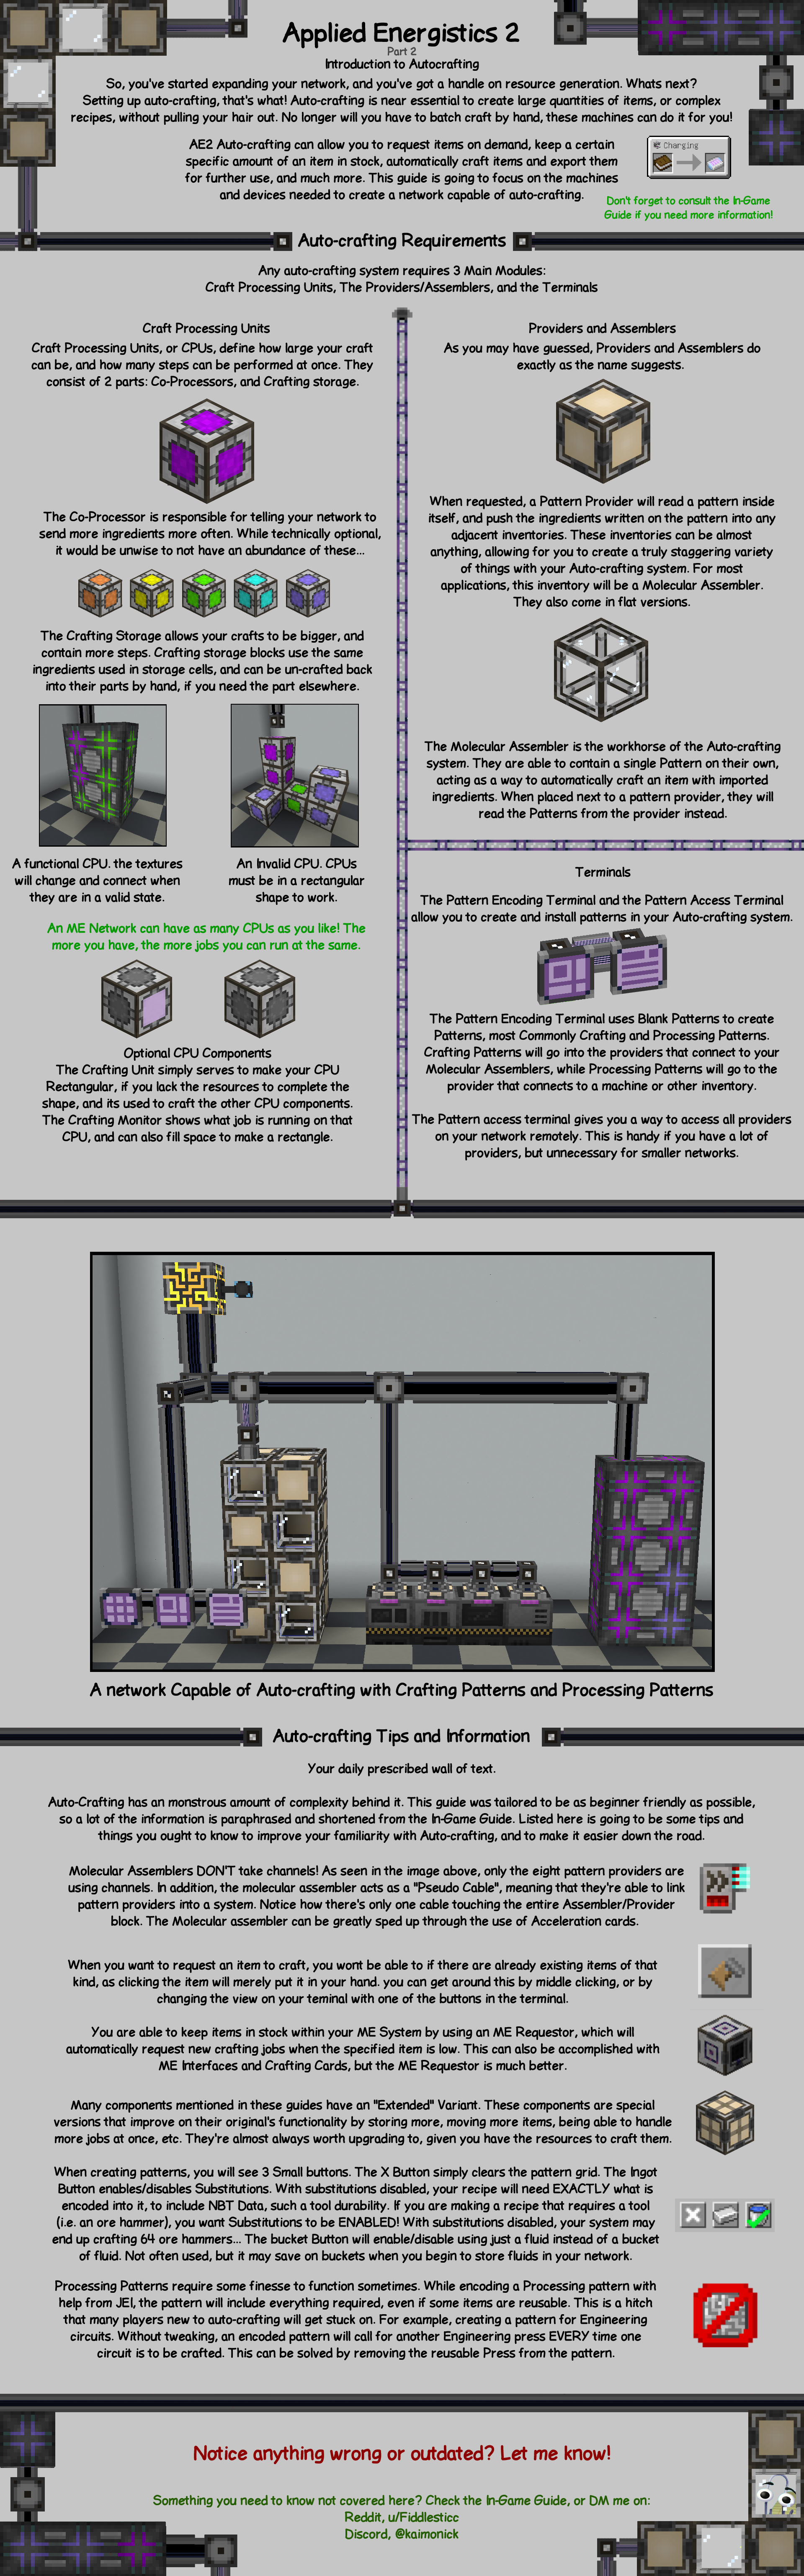 Applied Energistics 2
Part 2
Introduction to Autocrafting
So, you've started expanding your network, and you've got a handle on resource generation. Whats next?
Setting up auto-crafting, that's what! Auto-crafting is near essential to create large quantities of items, or complex
recipes, without pulling your hair out. No longer will you have to batch craft by hand, these machines can do it for you!
AE2 Auto-crafting can allow you to request items on demand, keep a certain
specific amount of an item in stock, automatically craft items and export them
for further use, and much more. This guide is going to focus on the machines
and devices needed to create a network capable of auto-crafting.
Charging
Don't forget to consult the In-Game
Guide if you need more information!
Auto-crafting Requirements
Any auto-crafting system requires 3 Main Modules:
Craft Processing Units, The Providers/Assemblers, and the Terminals
Craft Processing Units
Craft Processing Units, or CPUs, define how large your craft
can be, and how many steps can be performed at once. They
consist of 2 parts: Co-Processors, and Crafting storage.
The Co-Processor is responsible for telling your network to
send more ingredients more often. While technically optional,
it would be unwise to not have an abundance of these...
The Crafting Storage allows your crafts to be bigger, and
contain more steps. Crafting storage blocks use the same
ingredients used in storage cells, and can be un-crafted back
into their parts by hand, if you need the part elsewhere.
A functional CPU. the textures
will change and connect when
they are in a valid state.
An Invalid CPU. CPUs
must be in a rectangular
shape to work.
An ME Network can have as many CPUs as you like! The
more you have, the more jobs you can run at the same.
Optional CPU Components
The Crafting Unit simply serves to make your CPU
Rectangular, if you lack the resources to complete the
shape, and its used to craft the other CPU components.
The Crafting Monitor shows what job is running on that
CPU, and can also fill space to make a rectangle.
Providers and Assemblers
As you may have guessed, Providers and Assemblers do
exactly as the name suggests.
When requested, a Pattern Provider will read a pattern inside
itself, and push the ingredients written on the pattern into any
adjacent inventories. These inventories can be almost
anything, allowing for you to create a truly staggering variety
of things with your Auto-crafting system. For most
applications, this inventory will be a Molecular Assembler.
They also come in flat versions.
The Molecular Assembler is the workhorse of the Auto-crafting
system. They are able to contain a single Pattern on their own,
acting as a way to automatically craft an item with imported
ingredients. When placed next to a pattern provider, they will
read the Patterns from the provider instead.
Terminals
The Pattern Encoding Terminal and the Pattern Access Terminal
allow you to create and install patterns in your Auto-crafting system.
The Pattern Encoding Terminal uses Blank Patterns to create
Patterns, most Commonly Crafting and Processing Patterns.
Crafting Patterns will go into the providers that connect to your
Molecular Assemblers, while Processing Patterns will go to the
provider that connects to a machine or other inventory.
The Pattern access terminal gives you a way to access all providers
on your network remotely. This is handy if you have a lot of
providers, but unnecessary for smaller networks.
A network Capable of Auto-crafting with Crafting Patterns and Processing Patterns
Auto-crafting Tips and Information
Your daily prescribed wall of text.
Auto-Crafting has an monstrous amount of complexity behind it. This guide was tailored to be as beginner friendly as possible,
so a lot of the information is paraphrased and shortened from the In-Game Guide. Listed here is going to be some tips and
things you ought to know to improve your familiarity with Auto-crafting, and to make it easier down the road.
Molecular Assemblers DON'T take channels! As seen in the image above, only the eight pattern providers are
using channels. In addition, the molecular assembler acts as a "Pseudo Cable", meaning that they're able to link
pattern providers into a system. Notice how there's only one cable touching the entire Assembler/Provider
block. The Molecular assembler can be greatly sped up through the use of Acceleration cards.
When you want to request an item to craft, you wont be able to if there are already existing items of that
kind, as clicking the item will merely put it in your hand. you can get around this by middle clicking, or by
changing the view on your teminal with one of the buttons in the terminal.
You are able to keep items in stock within your ME System by using an ME Requestor, which will
automatically request new crafting jobs when the specified item is low. This can also be accomplished with
ME Interfaces and Crafting Cards, but the ME Requestor is much better.
Many components mentioned in these guides have an "Extended" Variant. These components are special
versions that improve on their original's functionality by storing more, moving more items, being able to handle
more jobs at once, etc. They're almost always worth upgrading to, given you have the resources to craft them.
When creating patterns, you will see 3 Small buttons. The X Button simply clears the pattern grid. The Ingot
Button enables/disables Substitutions. With substitutions disabled, your recipe will need EXACTLY what is
encoded into it, to include NBT Data, such a tool durability. If you are making a recipe that requires a tool
(i.e. an ore hammer), you want Substitutions to be ENABLED! With substitutions disabled, your system may
end up crafting 64 ore hammers... The bucket Button will enable/disable using just a fluid instead of a bucket
of fluid. Not often used, but it may save on buckets when you begin to store fluids in your network.
Processing Patterns require some finesse to function sometimes. While encoding a Processing pattern with
help from JEI, the pattern will include everything required, even if some items are reusable. This is a hitch
that many players new to auto-crafting will get stuck on. For example, creating a pattern for Engineering
circuits. Without tweaking, an encoded pattern will call for another Engineering press EVERY time one
circuit is to be crafted. This can be solved by removing the reusable Press from the pattern.
Notice anything wrong or outdated? Let me know!
Something you need to know not covered here? Check the In-Game Guide, or DM me on:
Reddit, u/Fiddlesticc
Discord, @kaimonick